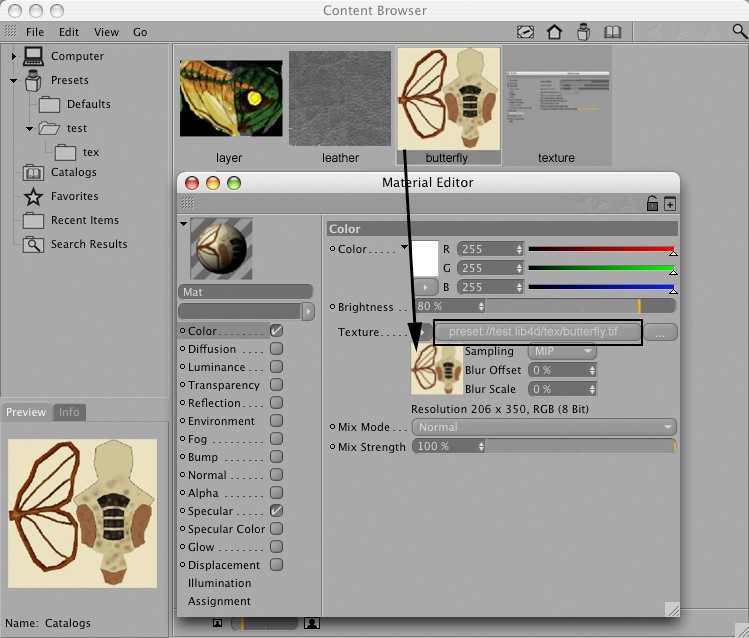 Content Browser
File Edit View Go
Computer
Presets
Defaults
test
tex
Catalogs
Favorites
Recent Items
Search Results
layer
leather
butterfly
texture
Material Editor
Mat
Color
Diffusion
Luminance
Transparency
Reflection
Environment
Fog
Bump
Normal
Alpha
Specular
Specular Color
Glow
Displacement
Illumination
Assignment
Color
Color R 255
G 255
B 255
Brightness 80 %
Texture preset://test.lib4d/tex/butterfly.tif ...
Sampling MIP
Blur Offset 0 %
Blur Scale 0 %
Resolution 206 x 350, RGB (8 Bit)
Mix Mode Normal
Mix Strength 100 %
Preview Info
Name: Catalogs